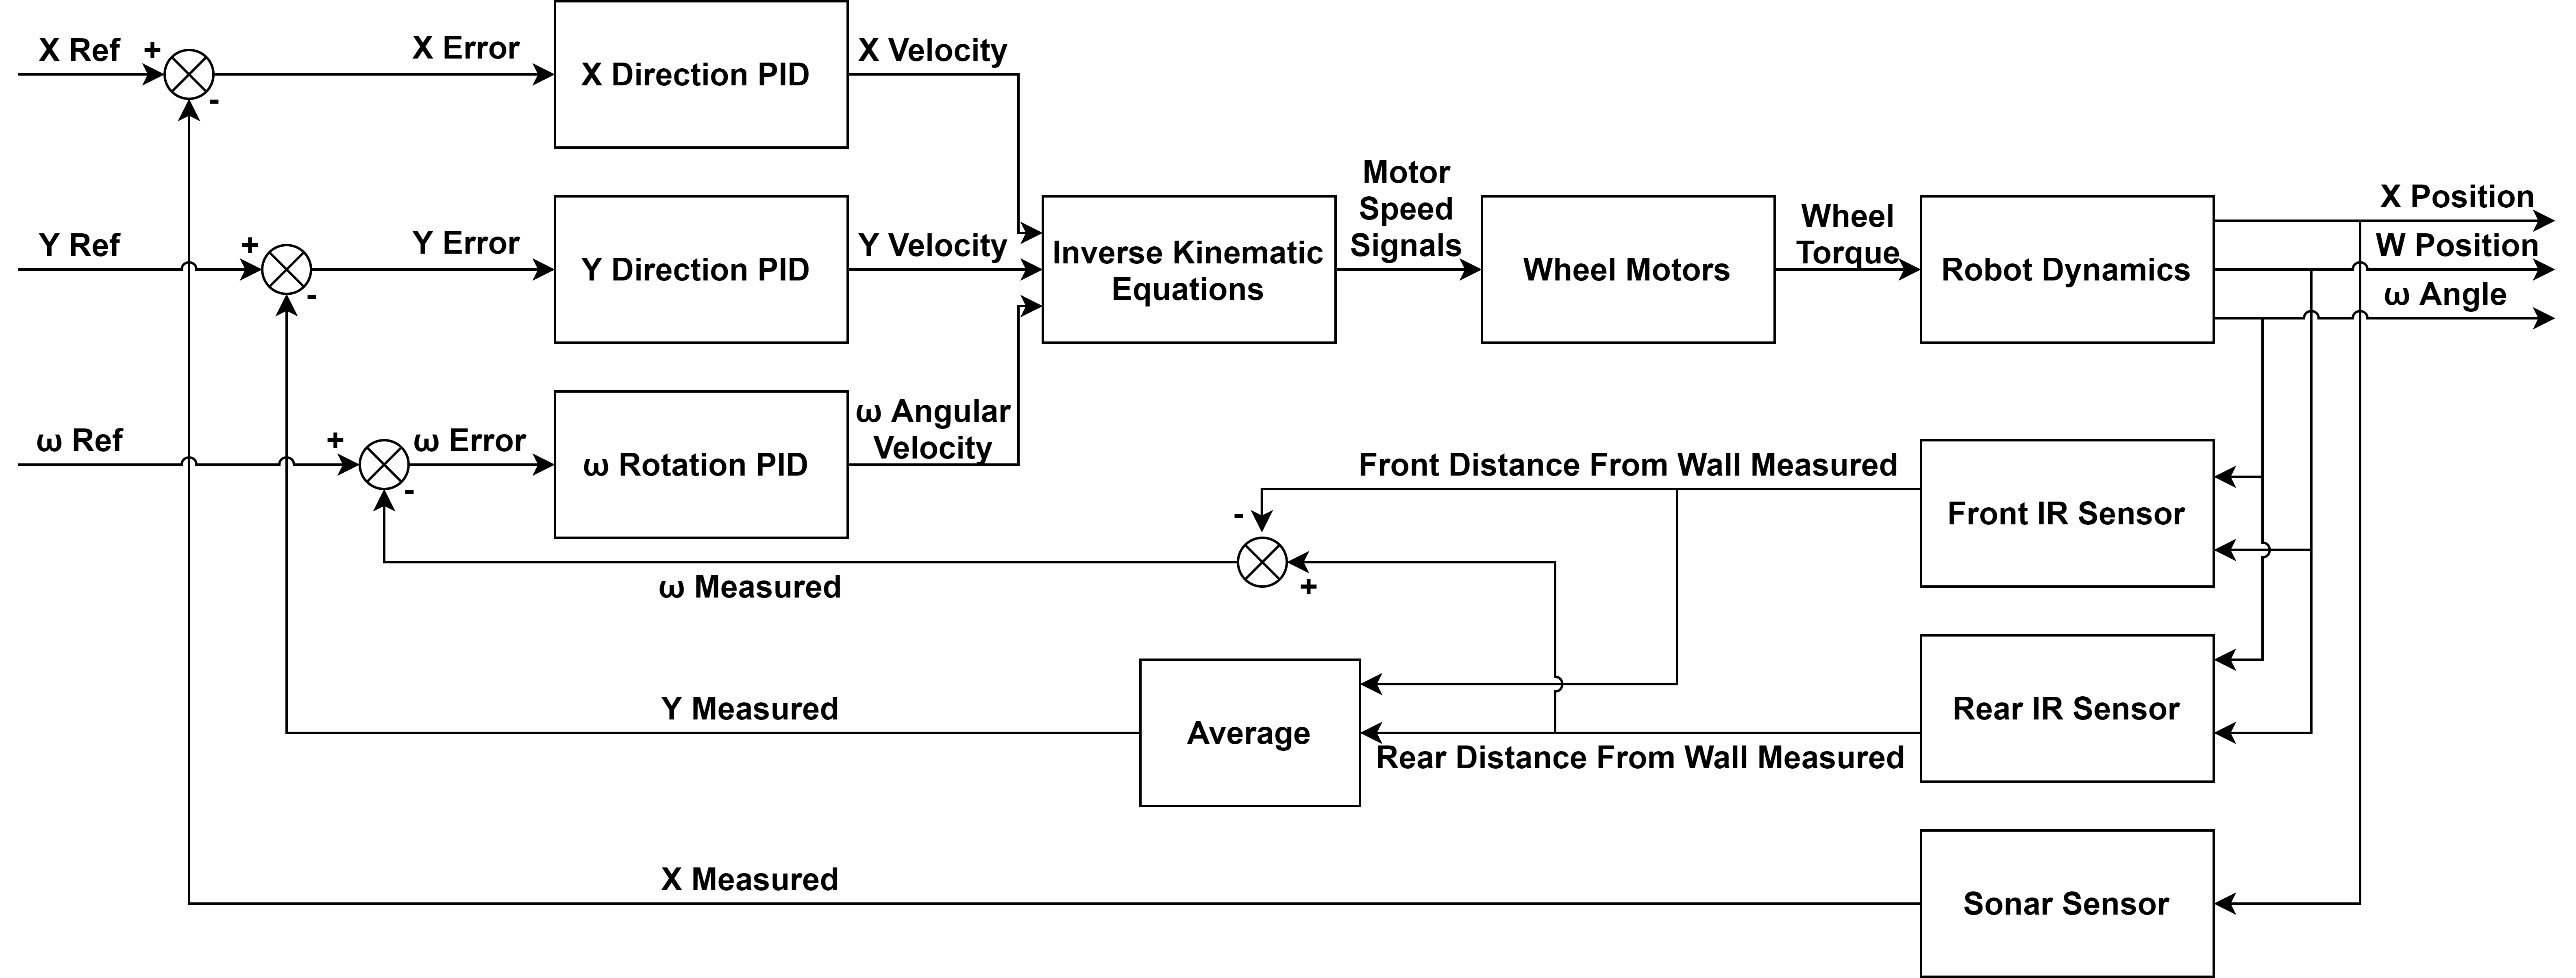 X Ref
+
-
X Error
X Direction PID
X Velocity
Y Ref
+
-
Y Error
Y Direction PID
Y Velocity
ω Ref
+
-
ω Error
ω Rotation PID
ω Angular
Velocity
Inverse Kinematic
Equations
Motor
Speed
Signals
Wheel Motors
Wheel
Torque
Robot Dynamics
X Position
W Position
ω Angle
Front Distance From Wall Measured
Front IR Sensor
-
+
ω Measured
Y Measured
Average
Rear Distance From Wall Measured
Rear IR Sensor
X Measured
Sonar Sensor